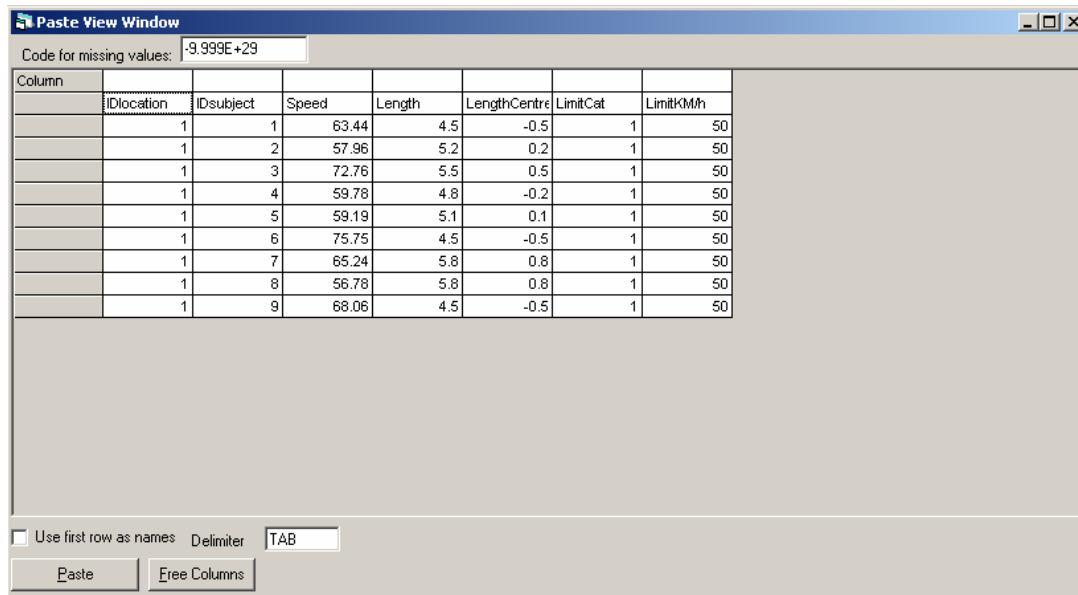 Paste View Window
Code for missing values: -9.999E+29
Column
IDlocation IDsubject Speed Length LengthCentre LimitCat LimitKM/h
1 1 63.44 4.5 -0.5 1 50
1 2 57.96 5.2 0.2 1 50
1 3 72.76 5.5 0.5 1 50
1 4 59.78 4.8 -0.2 1 50
1 5 59.19 5.1 0.1 1 50
1 6 75.75 4.5 -0.5 1 50
1 7 65.24 5.8 0.8 1 50
1 8 56.78 5.8 0.8 1 50
1 9 68.06 4.5 -0.5 1 50
Use first row as names Delimiter TAB
Paste Free Columns